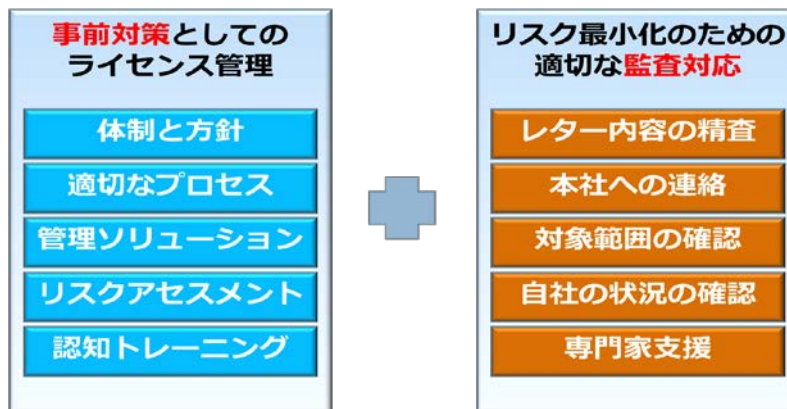 事前対策としての
ライセンス管理
体制と方針
適切なプロセス
管理ソリューション
リスクアセスメント
認知トレーニング
リスク最小化のための
適切な監査対応
レター内容の精査
本社への連絡
対象範囲の確認
自社の状況の確認
専門家支援